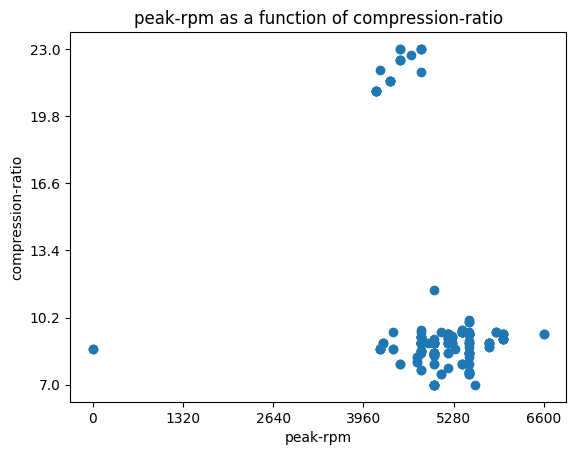 peak-rpm as a function of compression-ratio
23.0
19.8
16.6
13.4
10.2
7.0
compression-ratio
0 1320 2640 3960 5280 6600
peak-rpm